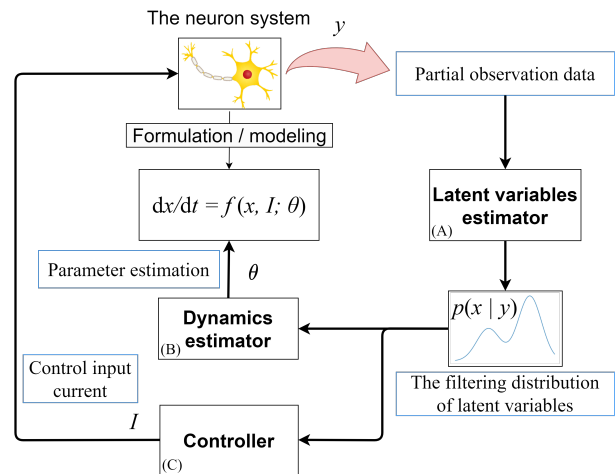 The neuron system
y
Partial observation data
Formulation / modeling
dx/dt = f (x, I; θ)
Latent variables
estimator
(A)
Parameter estimation
θ
p(x | y)
Dynamics
estimator
(B)
The filtering distribution
of latent variables
Control input
current
I
Controller
(C)